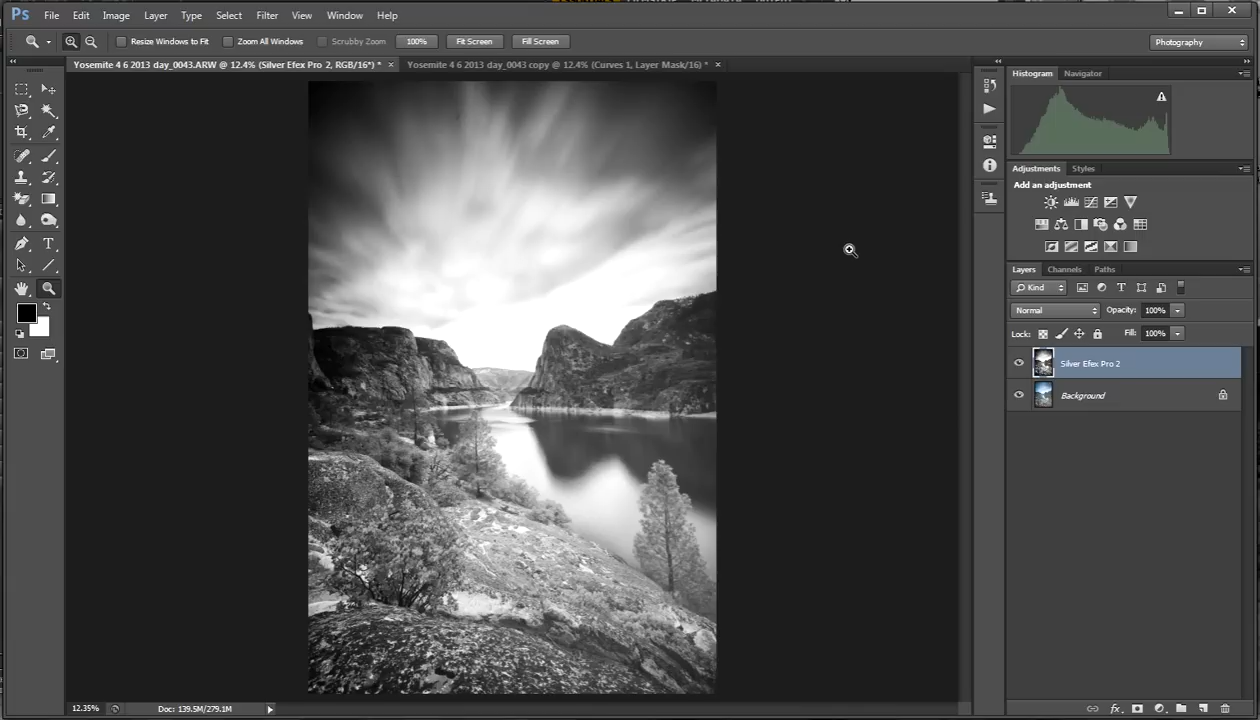 Ps File Edit Image Layer Type Select Filter View Window Help
Resize Windows to Fit Zoom All Windows Scrubby Zoom 100% Fit Screen Fill Screen Photography
Yosemite 4 6 2013 day_0043.ARW @ 12.4% (Silver Efex Pro 2, RGB/16*) * × Yosemite 4 6 2013 day_0043 copy @ 12.4% (Curves 1, Layer Mask/16) * ×
Histogram Navigator
Adjustments Styles
Add an adjustment
Layers Channels Paths
Kind
Normal Opacity: 100%
Lock: Fill: 100%
Silver Efex Pro 2
Background
12.35% Doc: 139.5M/279.1M